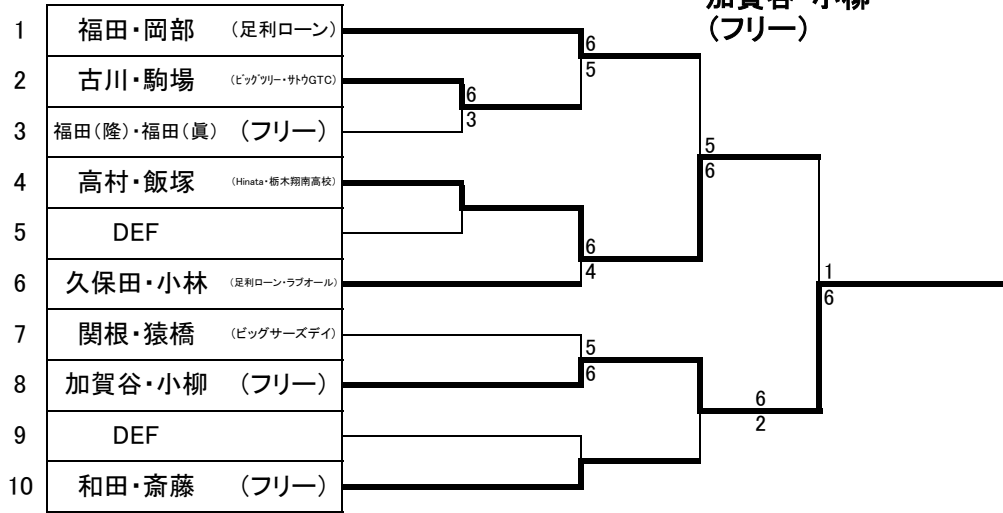 加賀谷・小柳
（フリー）
1 福田・岡部 （足利ローン）
2 古川・駒場 （ﾋﾞｯｸﾞﾂﾘｰ・ｻﾄｳGTC）
3 福田（隆）・福田（眞） （フリー）
4 高村・飯塚 （Hinata・栃木翔南高校）
5 DEF
6 久保田・小林 （足利ローン・ラブオール）
7 関根・猿橋 （ビッグサーズデイ）
8 加賀谷・小柳 （フリー）
9 DEF
10 和田・斎藤 （フリー）
6
3
6
5
6
4
5
6
5
6
6
2
1
6